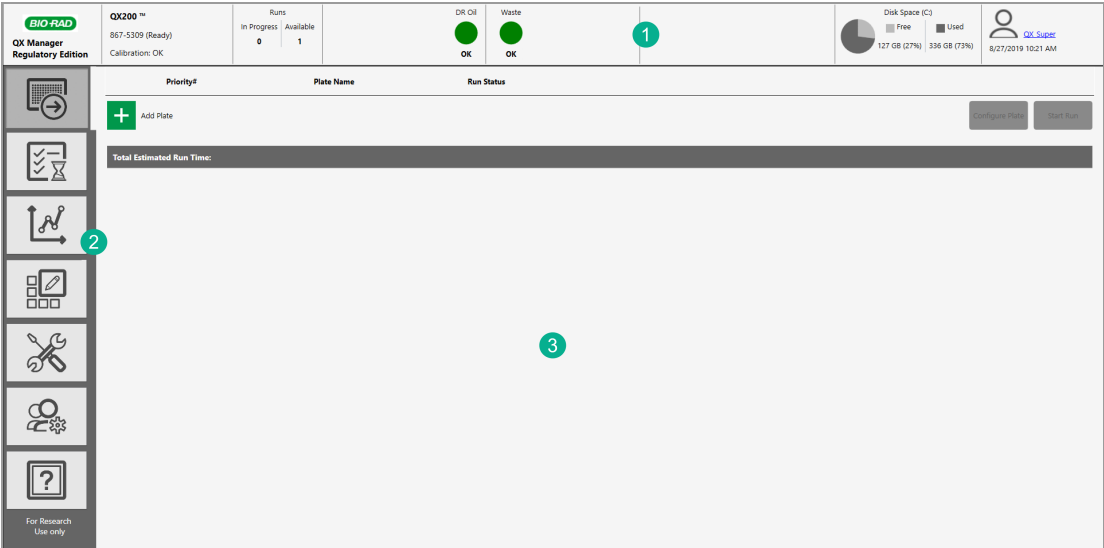 BIO-RAD
QX Manager
Regulatory Edition
QX200 ™
867-5309 (Ready)
Calibration: OK
Runs
In Progress Available
0 1
DR Oil Waste
OK OK
1
Disk Space (C:)
Free Used
127 GB (27%) 336 GB (73%)
QX Super
8/27/2019 10:21 AM
Priority# Plate Name Run Status
+ Add Plate
Configure Plate Start Run
Total Estimated Run Time:
2
3
?
For Research
Use only